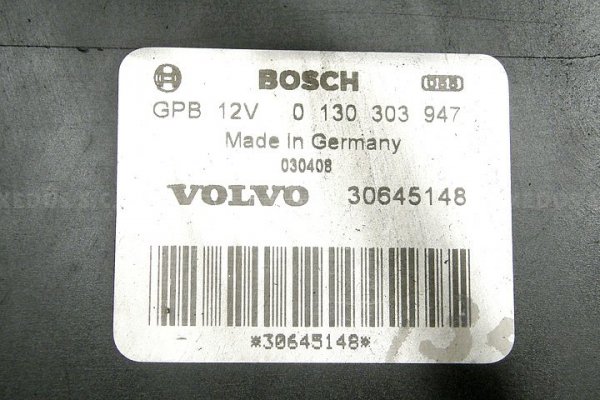 BOSCH
GPB 12V 0 130 303 947
Made in Germany
030408
VOLVO 30645148
*30645148*